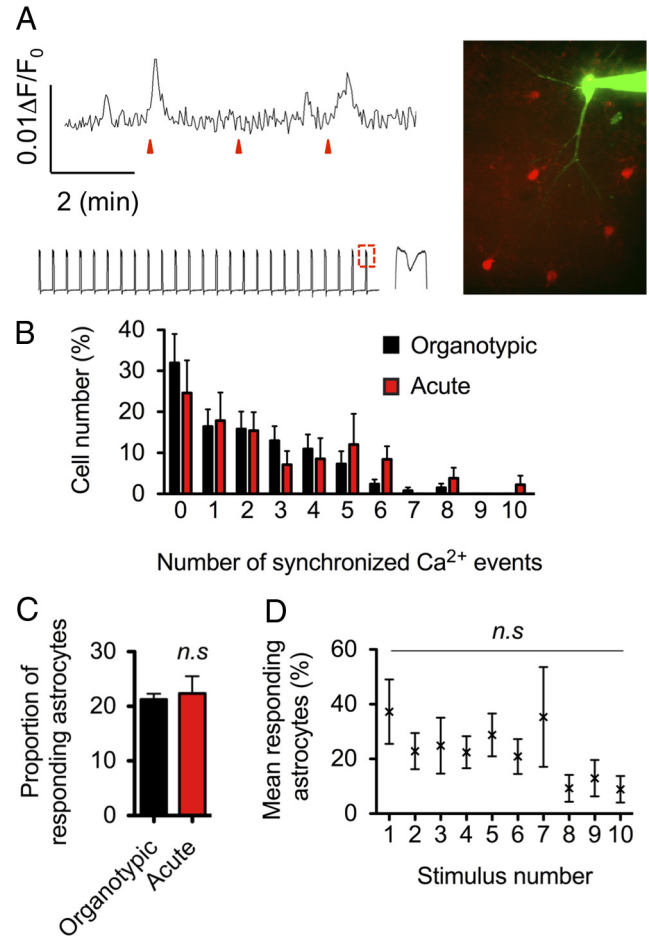 A
0.01ΔF/F0
2 (min)
B
Cell number (%)
40
30
20
10
0
Organotypic
Acute
0 1 2 3 4 5 6 7 8 9 10
Number of synchronized Ca2+ events
C
Proportion of
responding astrocytes
30
20
10
0
n.s
Organotypic
Acute
D
Mean responding
astrocytes (%)
60
40
20
0
n.s
1 2 3 4 5 6 7 8 9 10
Stimulus number